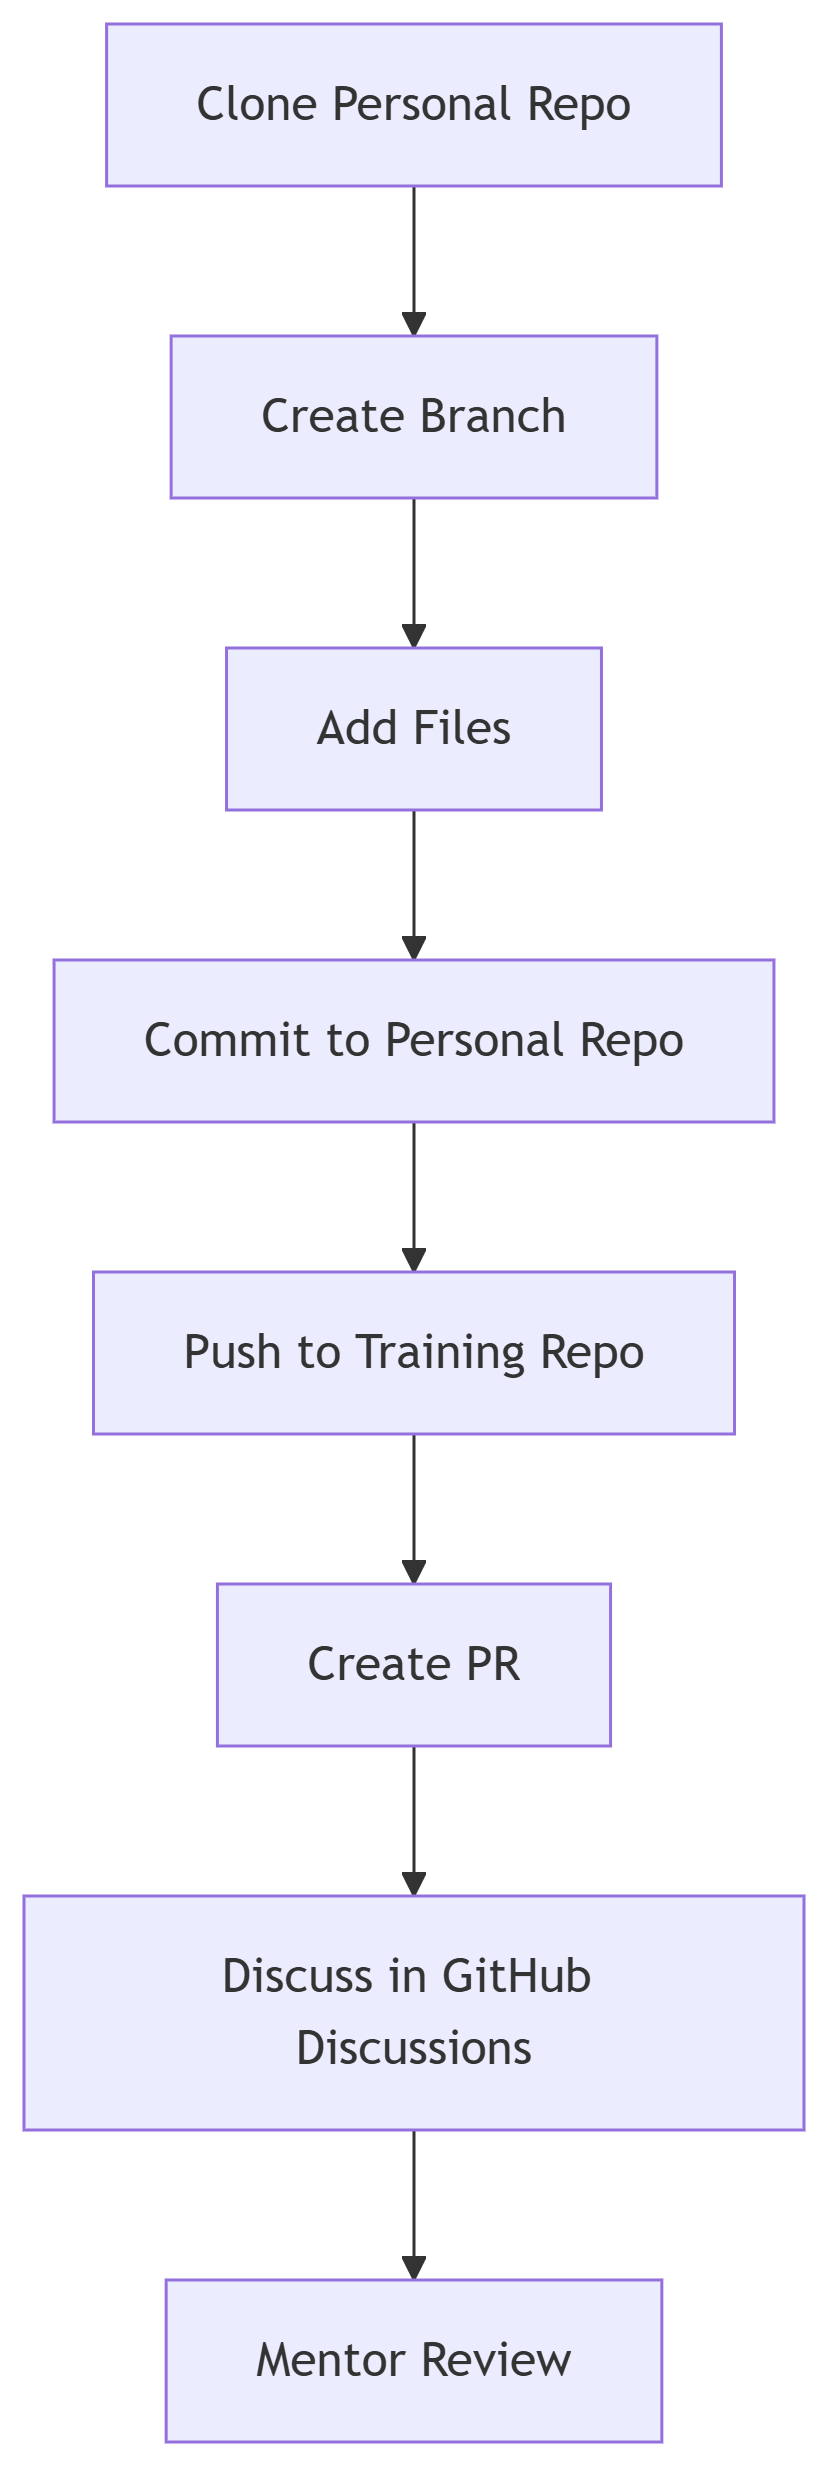 Clone Personal Repo
Create Branch
Add Files
Commit to Personal Repo
Push to Training Repo
Create PR
Discuss in GitHub
Discussions
Mentor Review